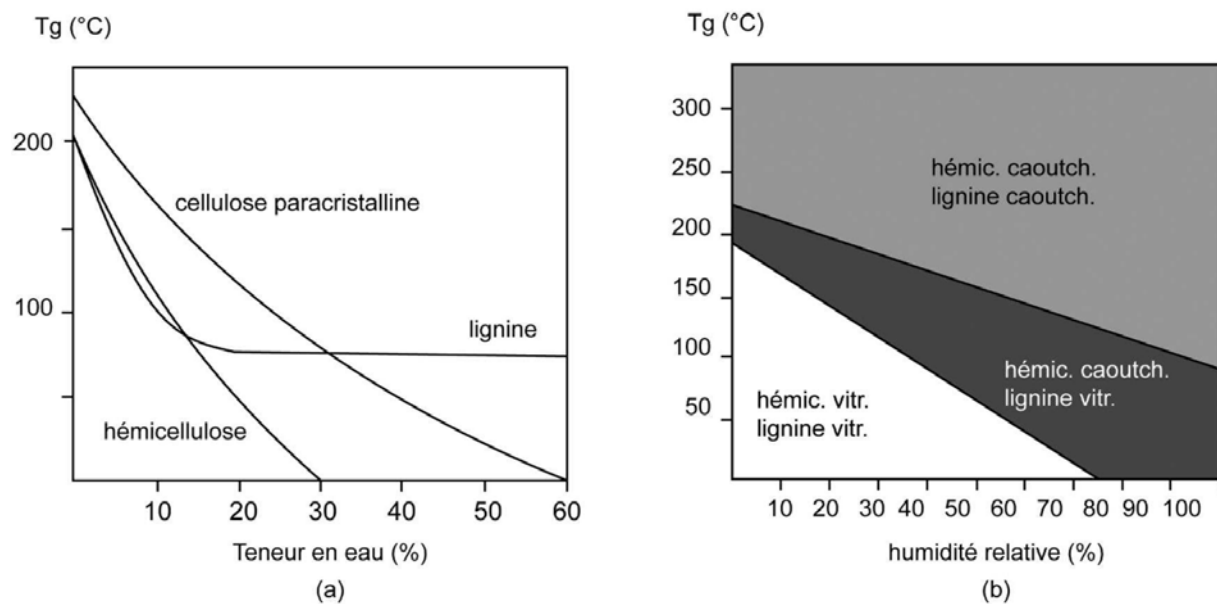 Tg (°C)
200
100
cellulose paracristalline
lignine
hémicellulose
10 20 30 40 50 60
Teneur en eau (%)
(a)
Tg (°C)
300
250
200
150
100
50
hémic. caoutch.
lignine caoutch.
hémic. caoutch.
lignine vitr.
hémic. vitr.
lignine vitr.
10 20 30 40 50 60 70 80 90 100
humidité relative (%)
(b)